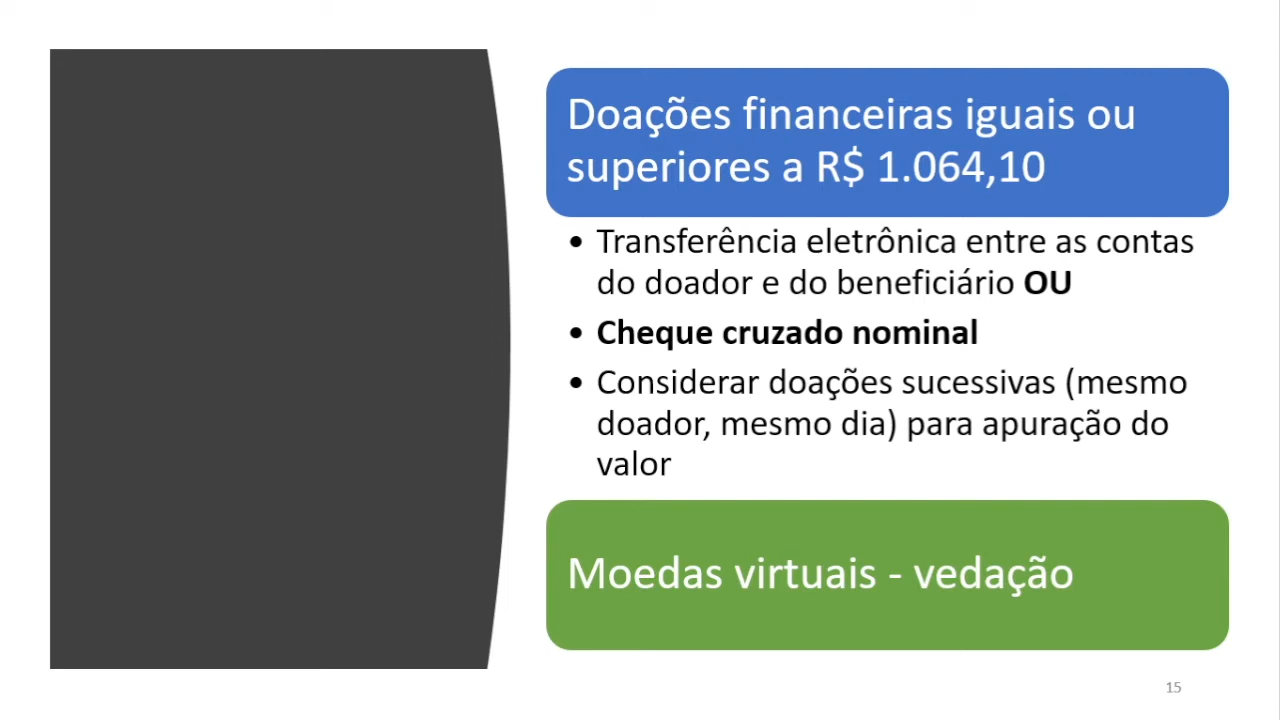 Doações financeiras iguais ou
superiores a R$ 1.064,10
• Transferência eletrônica entre as contas
do doador e do beneficiário OU
• Cheque cruzado nominal
• Considerar doações sucessivas (mesmo
doador, mesmo dia) para apuração do
valor
Moedas virtuais - vedação
15